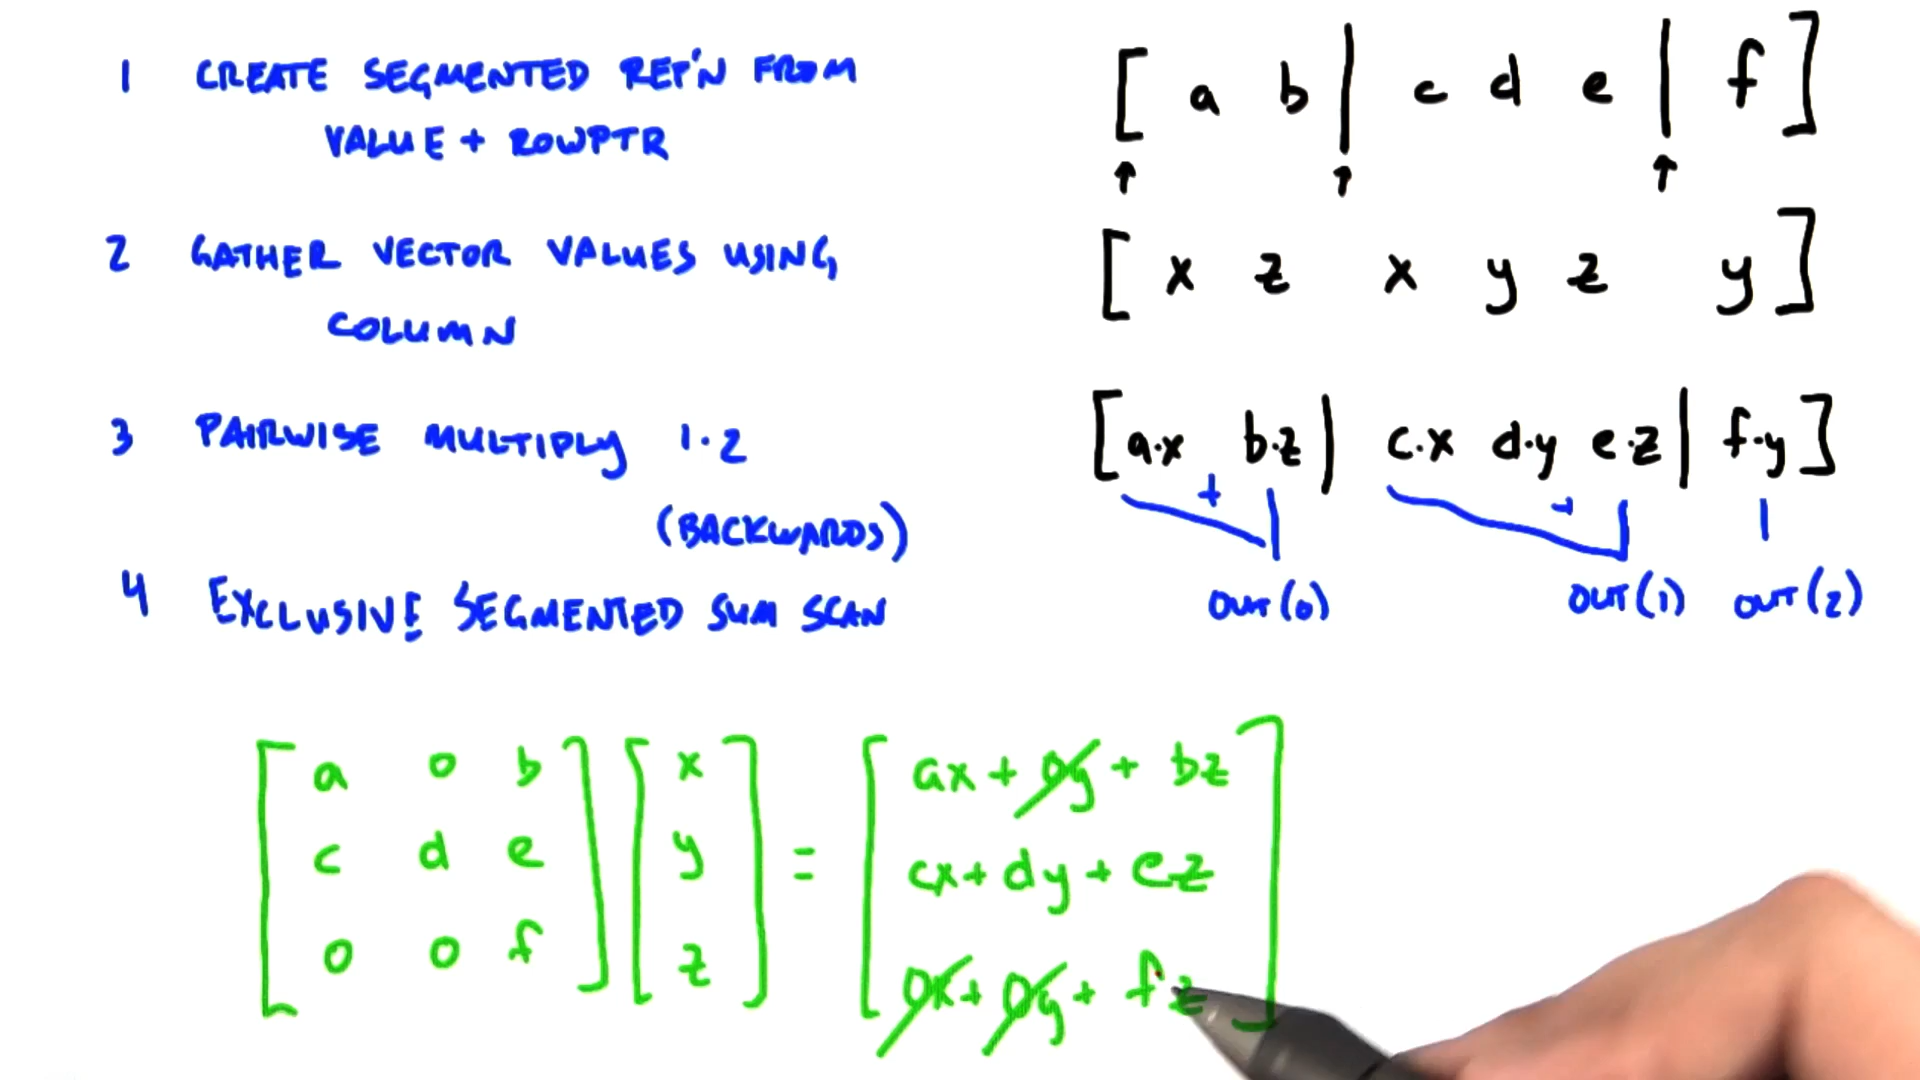 1 CREATE SEGMENTED REP'N FROM
VALUE + ROWPTR
[ a b | c d e | f ]
↑ ↑ ↑
2 GATHER VECTOR VALUES USING
COLUMN
[ x z x y z y ]
3 PAIRWISE MULTIPLY 1·2
[ a·x b·z | c·x d·y e·z | f·y ]
+ +
(BACKWARDS)
4 EXCLUSIVE SEGMENTED SUM SCAN
OUT(0) OUT(1) OUT(2)
[ a 0 b ] [ x ] = [ ax + 0y + bz ]
[ c d e ] [ y ] = [ cx + dy + ez ]
[ 0 0 f ] [ z ] = [ 0x + 0y + fz ]